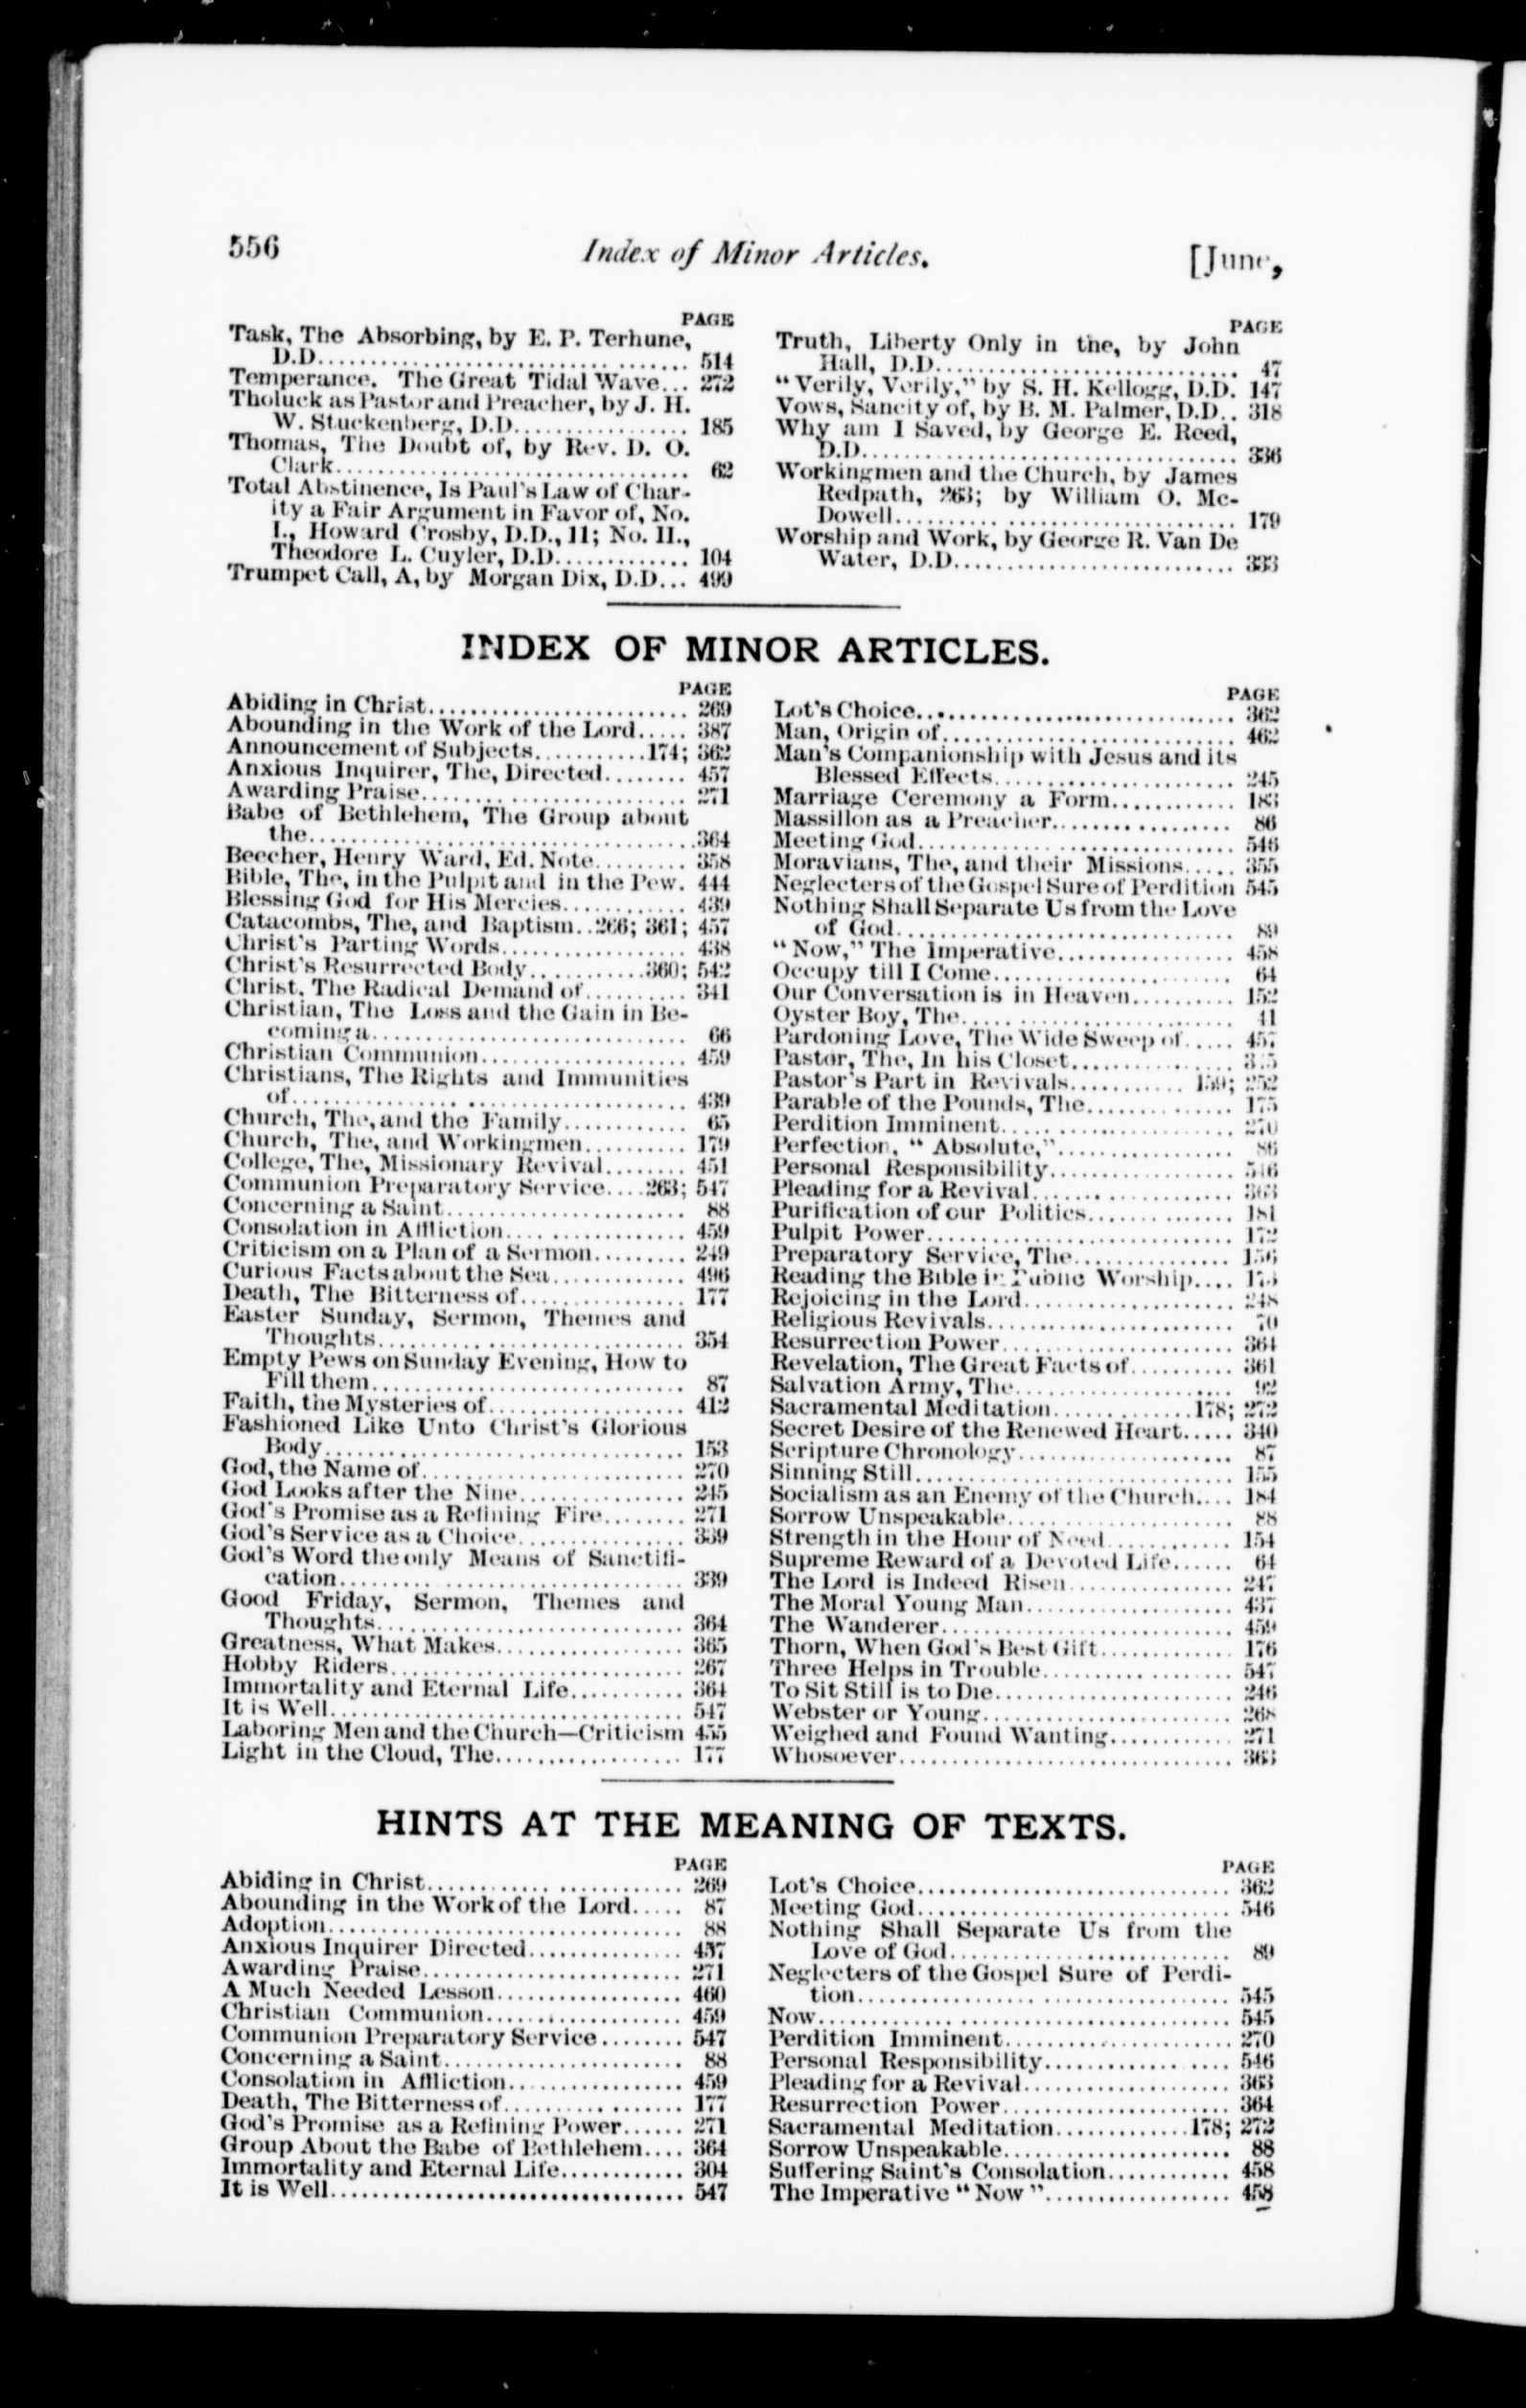 556 Index of Minor Articles. [June,
PAGE
Task, The Absorbing, by E. P. Terhune,
D.D. 514
Temperance. The Great Tidal Wave... 272
Tholuck as Pastor and Preacher, by J. H.
W. Stuckenberg, D.D. 185
Thomas, The Doubt of, by Rev. D. O.
Clark 62
Total Abstinence, Is Paul's Law of Char-
ity a Fair Argument in Favor of, No.
I., Howard Crosby, D.D., 11; No. II.,
Theodore L. Cuyler, D.D. 104
Trumpet Call, A, by Morgan Dix, D.D... 499
PAGE
Truth, Liberty Only in the, by John
Hall, D.D. 47
"Verily, Verily," by S. H. Kellogg, D.D. 147
Vows, Sancity of, by B. M. Palmer, D.D.. 318
Why am I Saved, by George E. Reed,
D.D. 336
Workingmen and the Church, by James
Redpath, 263; by William O. Mc-
Dowell 179
Worship and Work, by George R. Van De
Water, D.D. 333
INDEX OF MINOR ARTICLES.
PAGE
Abiding in Christ 269
Abounding in the Work of the Lord 387
Announcement of Subjects 174; 362
Anxious Inquirer, The, Directed 457
Awarding Praise 271
Babe of Bethlehem, The Group about
the 364
Beecher, Henry Ward, Ed. Note 358
Bible, The, in the Pulpit and in the Pew. 444
Blessing God for His Mercies 439
Catacombs, The, and Baptism..266; 361; 457
Christ's Parting Words 438
Christ's Resurrected Body 360; 542
Christ, The Radical Demand of 341
Christian, The Loss and the Gain in Be-
coming a 66
Christian Communion 459
Christians, The Rights and Immunities
of 439
Church, The, and the Family 65
Church, The, and Workingmen 179
College, The, Missionary Revival 451
Communion Preparatory Service....263; 547
Concerning a Saint 88
Consolation in Affliction 459
Criticism on a Plan of a Sermon 249
Curious Facts about the Sea 496
Death, The Bitterness of 177
Easter Sunday, Sermon, Themes and
Thoughts 354
Empty Pews on Sunday Evening, How to
Fill them 87
Faith, the Mysteries of 412
Fashioned Like Unto Christ's Glorious
Body 153
God, the Name of 270
God Looks after the Nine 245
God's Promise as a Refining Fire 271
God's Service as a Choice 339
God's Word the only Means of Sanctifi-
cation 339
Good Friday, Sermon, Themes and
Thoughts 364
Greatness, What Makes 365
Hobby Riders 267
Immortality and Eternal Life 364
It is Well 547
Laboring Men and the Church—Criticism 455
Light in the Cloud, The 177
PAGE
Lot's Choice 362
Man, Origin of 462
Man's Companionship with Jesus and its
Blessed Effects 245
Marriage Ceremony a Form 183
Massillon as a Preacher 86
Meeting God 546
Moravians, The, and their Missions 355
Neglecters of the Gospel Sure of Perdition 545
Nothing Shall Separate Us from the Love
of God 89
"Now," The Imperative 458
Occupy till I Come 64
Our Conversation is in Heaven 152
Oyster Boy, The 41
Pardoning Love, The Wide Sweep of 457
Pastor, The, In his Closet
Pastor's Part in Revivals 159; 252
Parable of the Pounds, The 175
Perdition Imminent 270
Perfection, "Absolute," 86
Personal Responsibility 546
Pleading for a Revival 363
Purification of our Politics 181
Pulpit Power 172
Preparatory Service, The 156
Reading the Bible in Public Worship....
Rejoicing in the Lord 248
Religious Revivals 70
Resurrection Power 364
Revelation, The Great Facts of 361
Salvation Army, The 92
Sacramental Meditation 178; 272
Secret Desire of the Renewed Heart 340
Scripture Chronology 87
Sinning Still 155
Socialism as an Enemy of the Church.... 184
Sorrow Unspeakable 88
Strength in the Hour of Need 154
Supreme Reward of a Devoted Life 64
The Lord is Indeed Risen 247
The Moral Young Man 437
The Wanderer 459
Thorn, When God's Best Gift 176
Three Helps in Trouble 547
To Sit Still is to Die 246
Webster or Young 268
Weighed and Found Wanting 271
Whosoever 363
HINTS AT THE MEANING OF TEXTS.
PAGE
Abiding in Christ 269
Abounding in the Work of the Lord 87
Adoption 88
Anxious Inquirer Directed 457
Awarding Praise 271
A Much Needed Lesson 460
Christian Communion 459
Communion Preparatory Service 547
Concerning a Saint 88
Consolation in Affliction 459
Death, The Bitterness of 177
God's Promise as a Refining Power 271
Group About the Babe of Bethlehem.... 364
Immortality and Eternal Life 304
It is Well 547
PAGE
Lot's Choice 362
Meeting God 546
Nothing Shall Separate Us from the
Love of God 89
Neglecters of the Gospel Sure of Perdi-
tion 545
Now 545
Perdition Imminent 270
Personal Responsibility 546
Pleading for a Revival 363
Resurrection Power 364
Sacramental Meditation 178; 272
Sorrow Unspeakable 88
Suffering Saint's Consolation 458
The Imperative "Now" 458